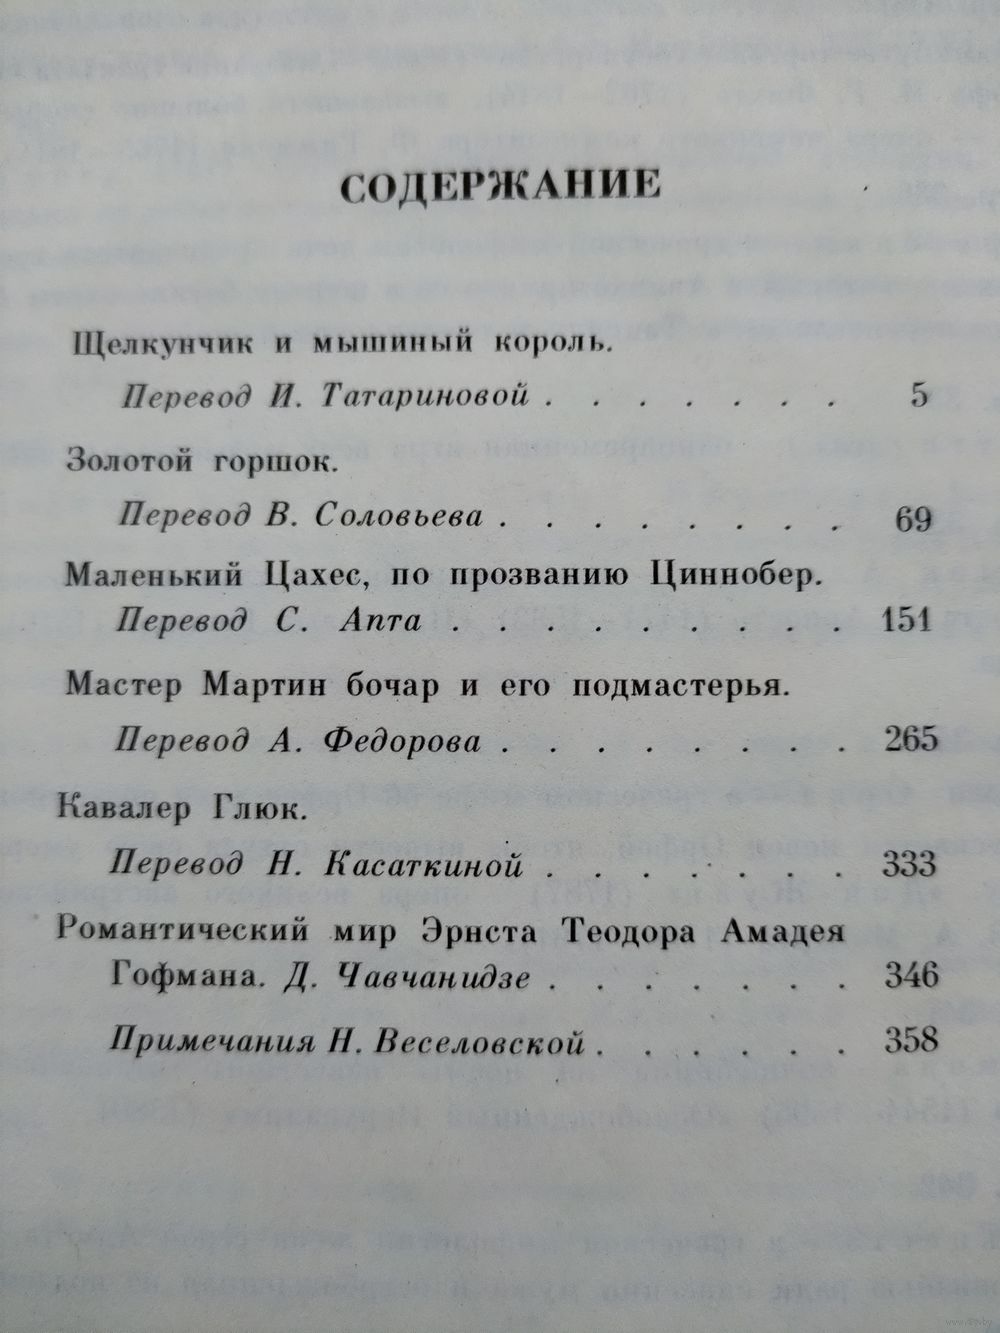 СОДЕРЖАНИЕ
Щелкунчик и мышиный король.
Перевод И. Татариновой . . . . . . . 5
Золотой горшок.
Перевод В. Соловьева . . . . . . . . 69
Маленький Цахес, по прозванию Циннобер.
Перевод С. Апта . . . . . . . . . 151
Мастер Мартин бочар и его подмастерья.
Перевод А. Федорова . . . . . . . . 265
Кавалер Глюк.
Перевод Н. Касаткиной . . . . . . . 333
Романтический мир Эрнста Теодора Амадея
Гофмана. Д. Чавчанидзе . . . . . . . 346
Примечания Н. Веселовской . . . . . . 358